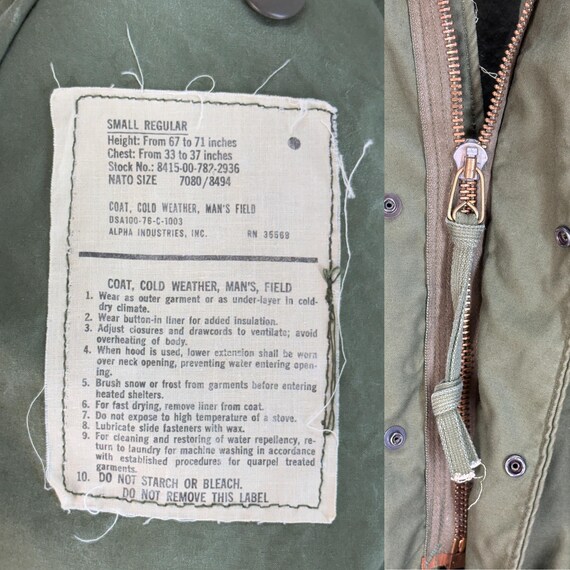 SMALL REGULAR
Height: From 67 to 71 inches
Chest: From 33 to 37 inches
Stock No.: 8415-00-782-2936
NATO SIZE 7080/8494
COAT, COLD WEATHER, MAN'S FIELD
DSA100-76-C-1003
ALPHA INDUSTRIES, INC. RN 35568
COAT, COLD WEATHER, MAN'S, FIELD
1. Wear as outer garment or as under-layer in cold-
dry climate.
2. Wear button-in liner for added insulation.
3. Adjust closures and drawcords to ventilate; avoid
overheating of body.
4. When hood is used, lower extension shall be worn
over neck opening, preventing water entering open-
ing.
5. Brush snow or frost from garments before entering
heated shelters.
6. For fast drying, remove liner from coat.
7. Do not expose to high temperature of a stove.
8. Lubricate slide fasteners with wax.
9. For cleaning and restoring of water repellency, re-
turn to laundry for machine washing in accordance
with established procedures for quarpel treated
garments.
10. DO NOT STARCH OR BLEACH.
DO NOT REMOVE THIS LABEL